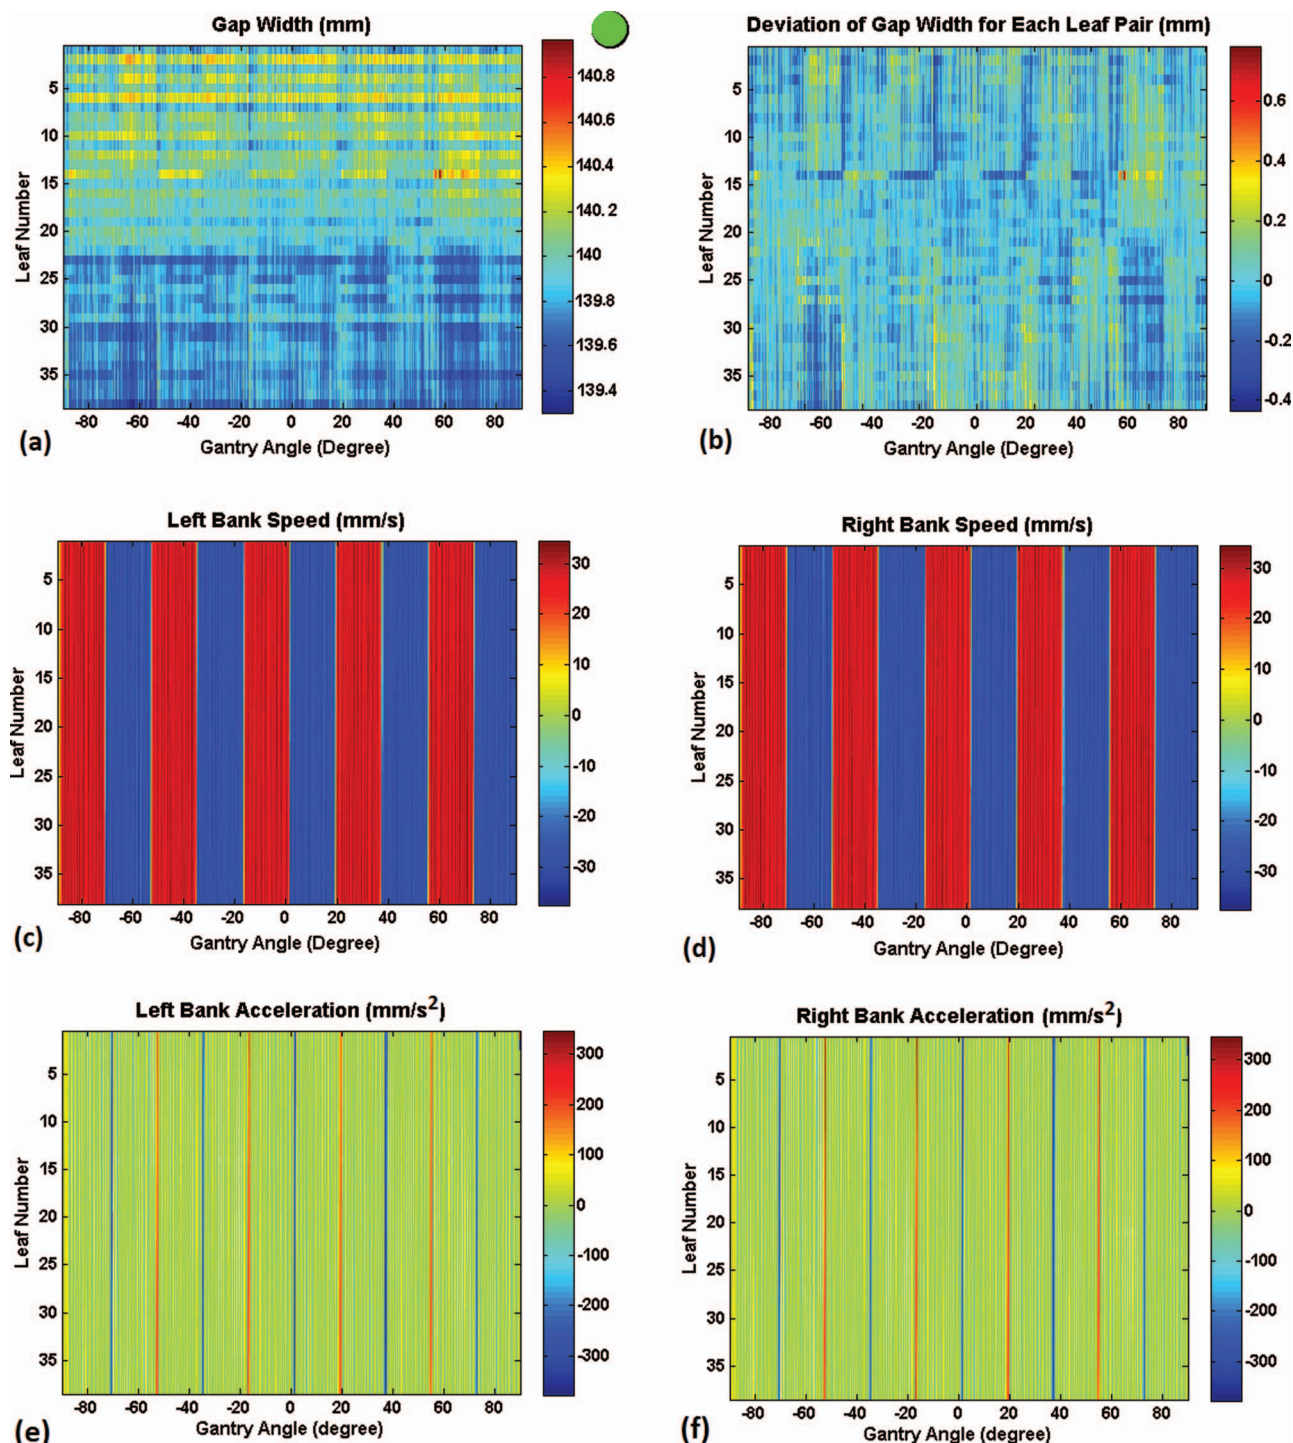 Gap Width (mm)
Leaf Number
5
10
15
20
25
30
35
-80 -60 -40 -20 0 20 40 60 80
Gantry Angle (Degree)
140.8
140.6
140.4
140.2
140
139.8
139.6
139.4
(a)
Deviation of Gap Width for Each Leaf Pair (mm)
Leaf Number
5
10
15
20
25
30
35
-80 -60 -40 -20 0 20 40 60 80
Gantry Angle (Degree)
0.6
0.4
0.2
0
-0.2
-0.4
(b)
Left Bank Speed (mm/s)
Leaf Number
5
10
15
20
25
30
35
-80 -60 -40 -20 0 20 40 60 80
Gantry Angle (Degree)
30
20
10
0
-10
-20
-30
(c)
Right Bank Speed (mm/s)
Leaf Number
5
10
15
20
25
30
35
-80 -60 -40 -20 0 20 40 60 80
Gantry Angle (Degree)
30
20
10
0
-10
-20
-30
(d)
Left Bank Acceleration (mm/s²)
Leaf Number
5
10
15
20
25
30
35
-80 -60 -40 -20 0 20 40 60 80
Gantry Angle (degree)
300
200
100
0
-100
-200
-300
(e)
Right Bank Acceleration (mm/s²)
Leaf Number
5
10
15
20
25
30
35
-80 -60 -40 -20 0 20 40 60 80
Gantry Angle (degree)
300
200
100
0
-100
-200
-300
(f)